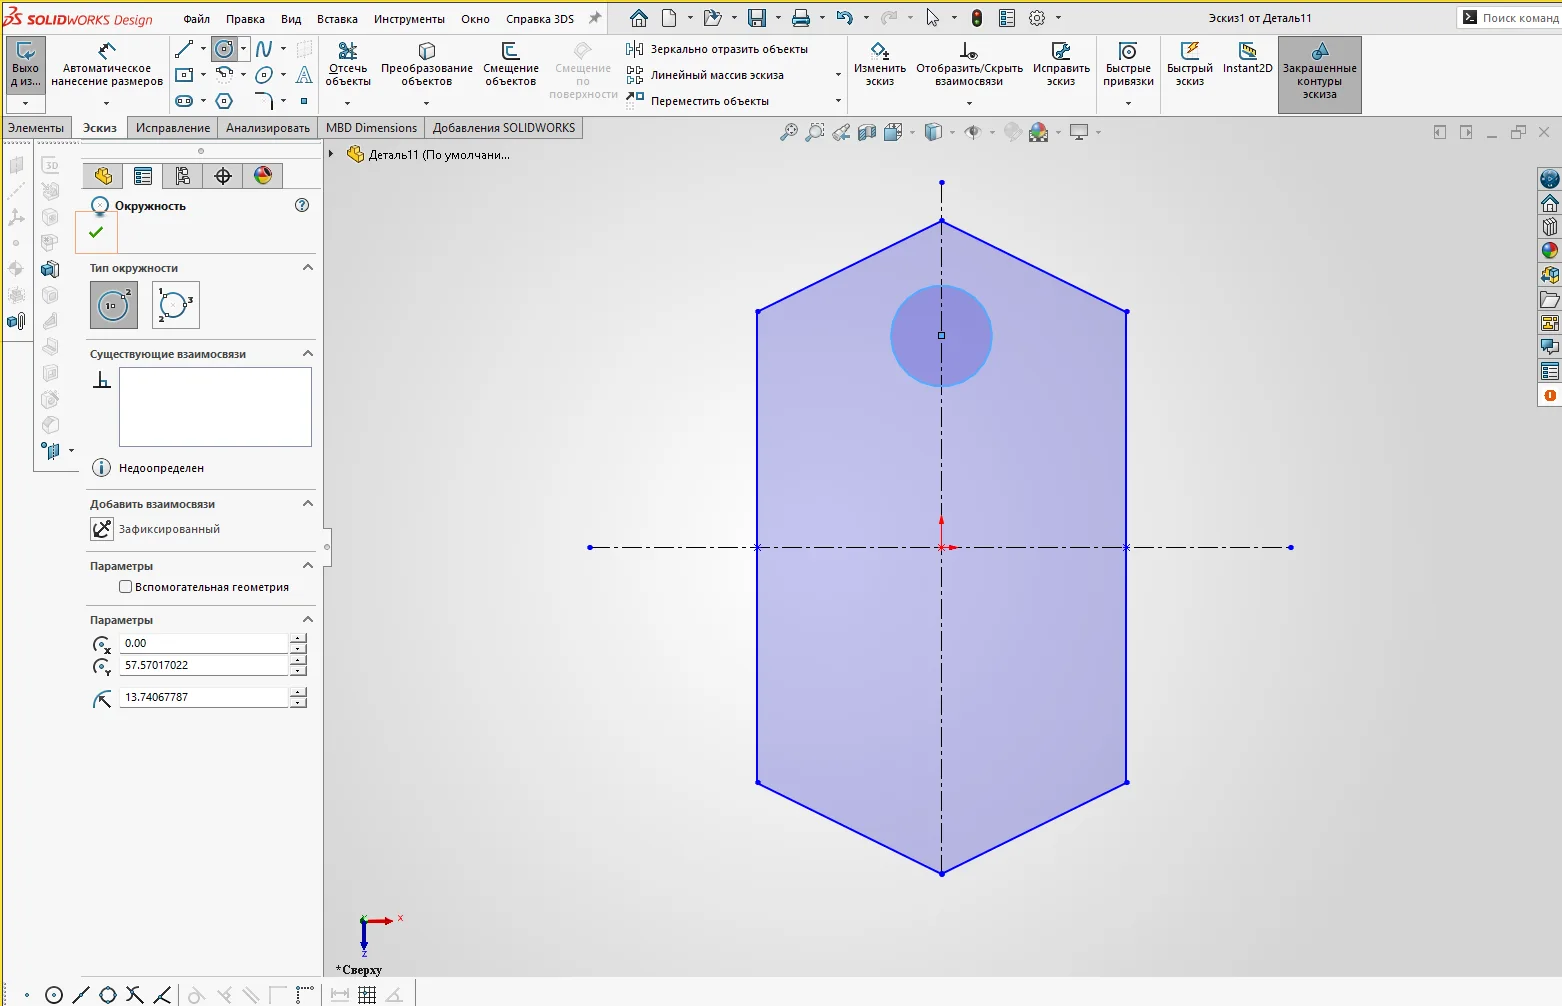 SOLIDWORKS Design
Файл Правка Вид Вставка Инструменты Окно Справка 3DS
Эскиз1 от Деталь11
Поиск команд
Выхо
д из...
Автоматическое
нанесение размеров
Отсечь
объекты
Преобразование
объектов
Смещение
объектов
Смещение
по
поверхности
Зеркально отразить объекты
Линейный массив эскиза
Переместить объекты
Изменить
эскиз
Отобразить/Скрыть
взаимосвязи
Исправить
эскиз
Быстрые
привязки
Быстрый
эскиз
Instant2D
Закрашенные
контуры
эскиза
Элементы Эскиз Исправление Анализировать MBD Dimensions Добавления SOLIDWORKS
Деталь11 (По умолчани...
Окружность
Тип окружности
Существующие взаимосвязи
Недоопределен
Добавить взаимосвязи
Зафиксированный
Параметры
Вспомогательная геометрия
Параметры
0.00
57.57017022
13.74067787
X
Z
*Сверху